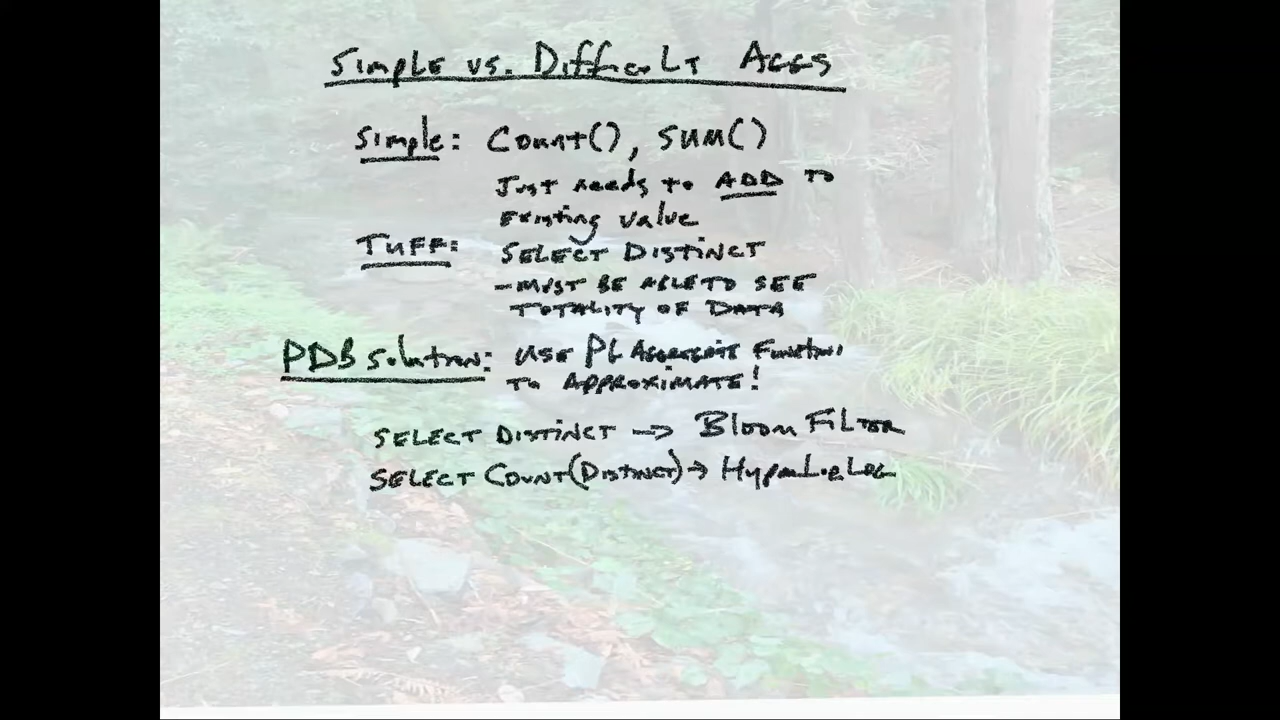 Simple vs. Difficult Aggs
Simple: Count(), SUM()
Just needs to ADD to
existing value
TUFF: SELECT DISTINCT
- MUST BE ABLE TO SEE
TOTALITY OF DATA
PDB Solution: USE PL AGGREGATE Functions
To APPROXIMATE!
SELECT DISTINCT → Bloom Filter
SELECT COUNT(DISTINCT) → HyperLogLog